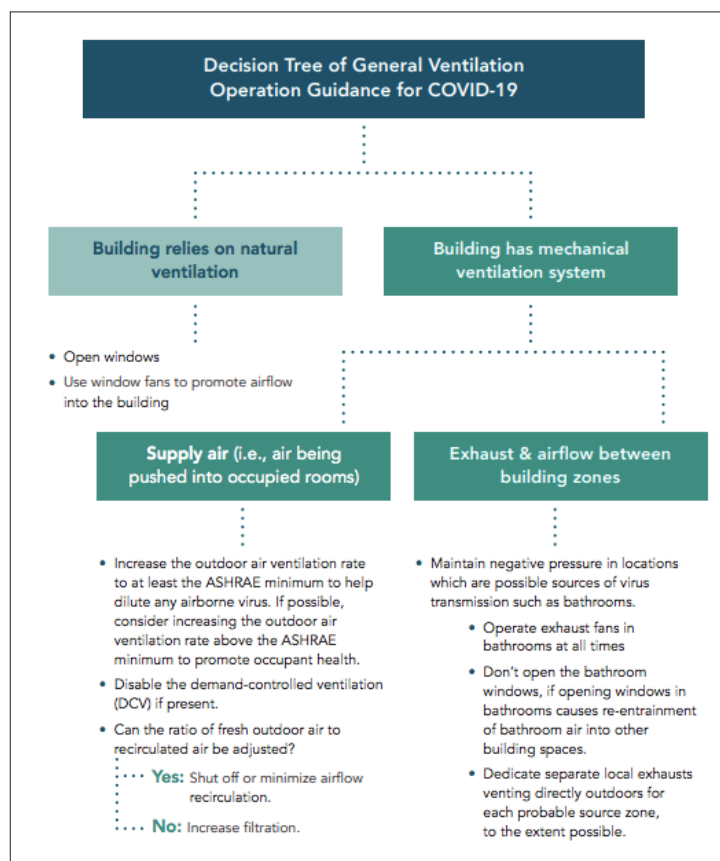 Decision Tree of General Ventilation
Operation Guidance for COVID-19
Building relies on natural
ventilation
Building has mechanical
ventilation system
• Open windows
• Use window fans to promote airflow
into the building
Supply air (i.e., air being
pushed into occupied rooms)
Exhaust & airflow between
building zones
• Increase the outdoor air ventilation rate
to at least the ASHRAE minimum to help
dilute any airborne virus. If possible,
consider increasing the outdoor air
ventilation rate above the ASHRAE
minimum to promote occupant health.
• Disable the demand-controlled ventilation
(DCV) if present.
• Can the ratio of fresh outdoor air to
recirculated air be adjusted?
Yes: Shut off or minimize airflow
recirculation.
No: Increase filtration.
• Maintain negative pressure in locations
which are possible sources of virus
transmission such as bathrooms.
• Operate exhaust fans in
bathrooms at all times
• Don't open the bathroom
windows, if opening windows in
bathrooms causes re-entrainment
of bathroom air into other
building spaces.
• Dedicate separate local exhausts
venting directly outdoors for
each probable source zone,
to the extent possible.